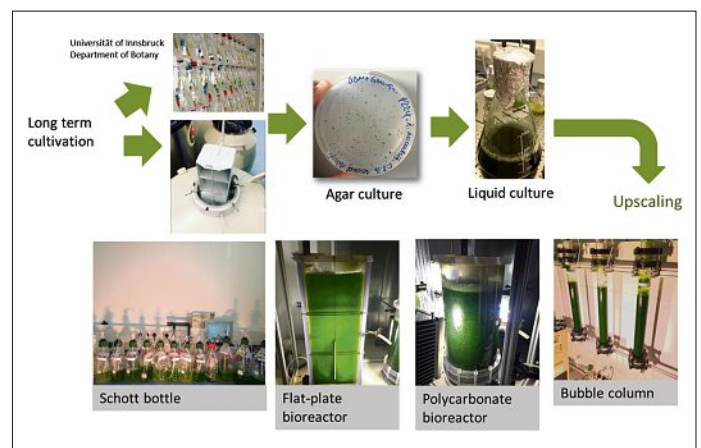 Universität of Innsbruck
Department of Botany
Long term
cultivation
Agar culture
Liquid culture
Upscaling
Schott bottle
Flat-plate
bioreactor
Polycarbonate
bioreactor
Bubble column